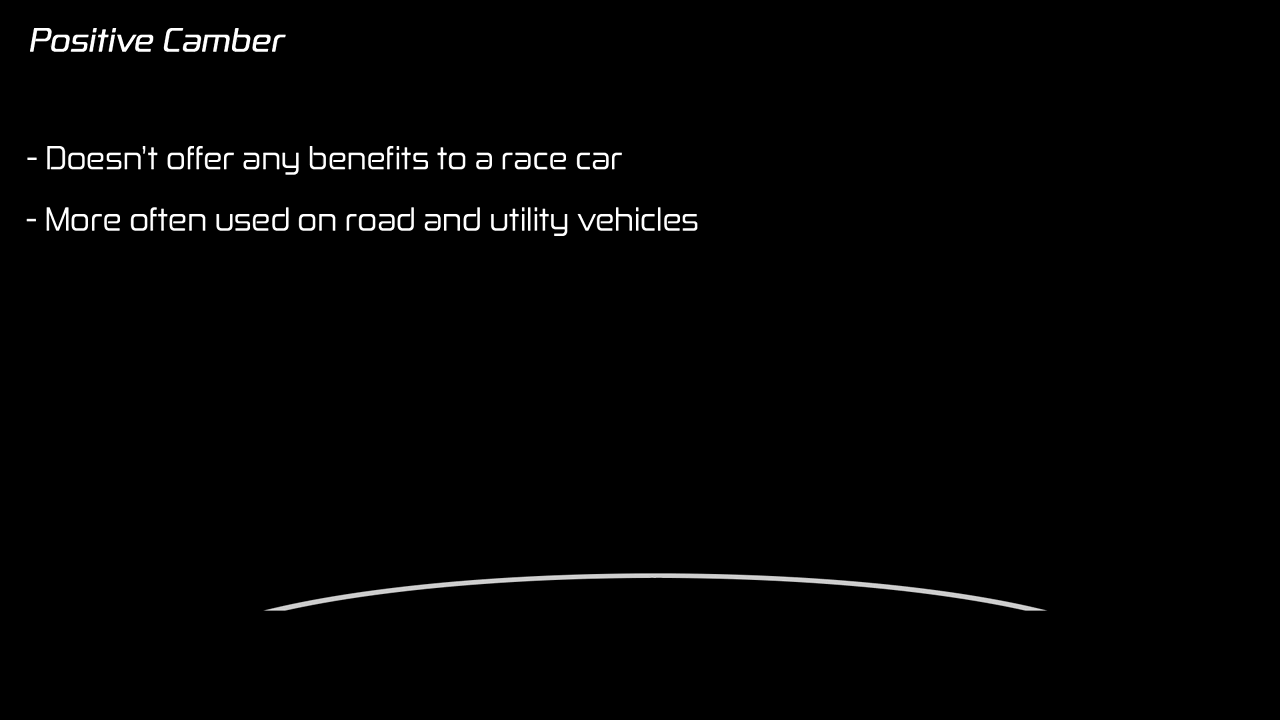 Positive Camber
- Doesn't offer any benefits to a race car
- More often used on road and utility vehicles